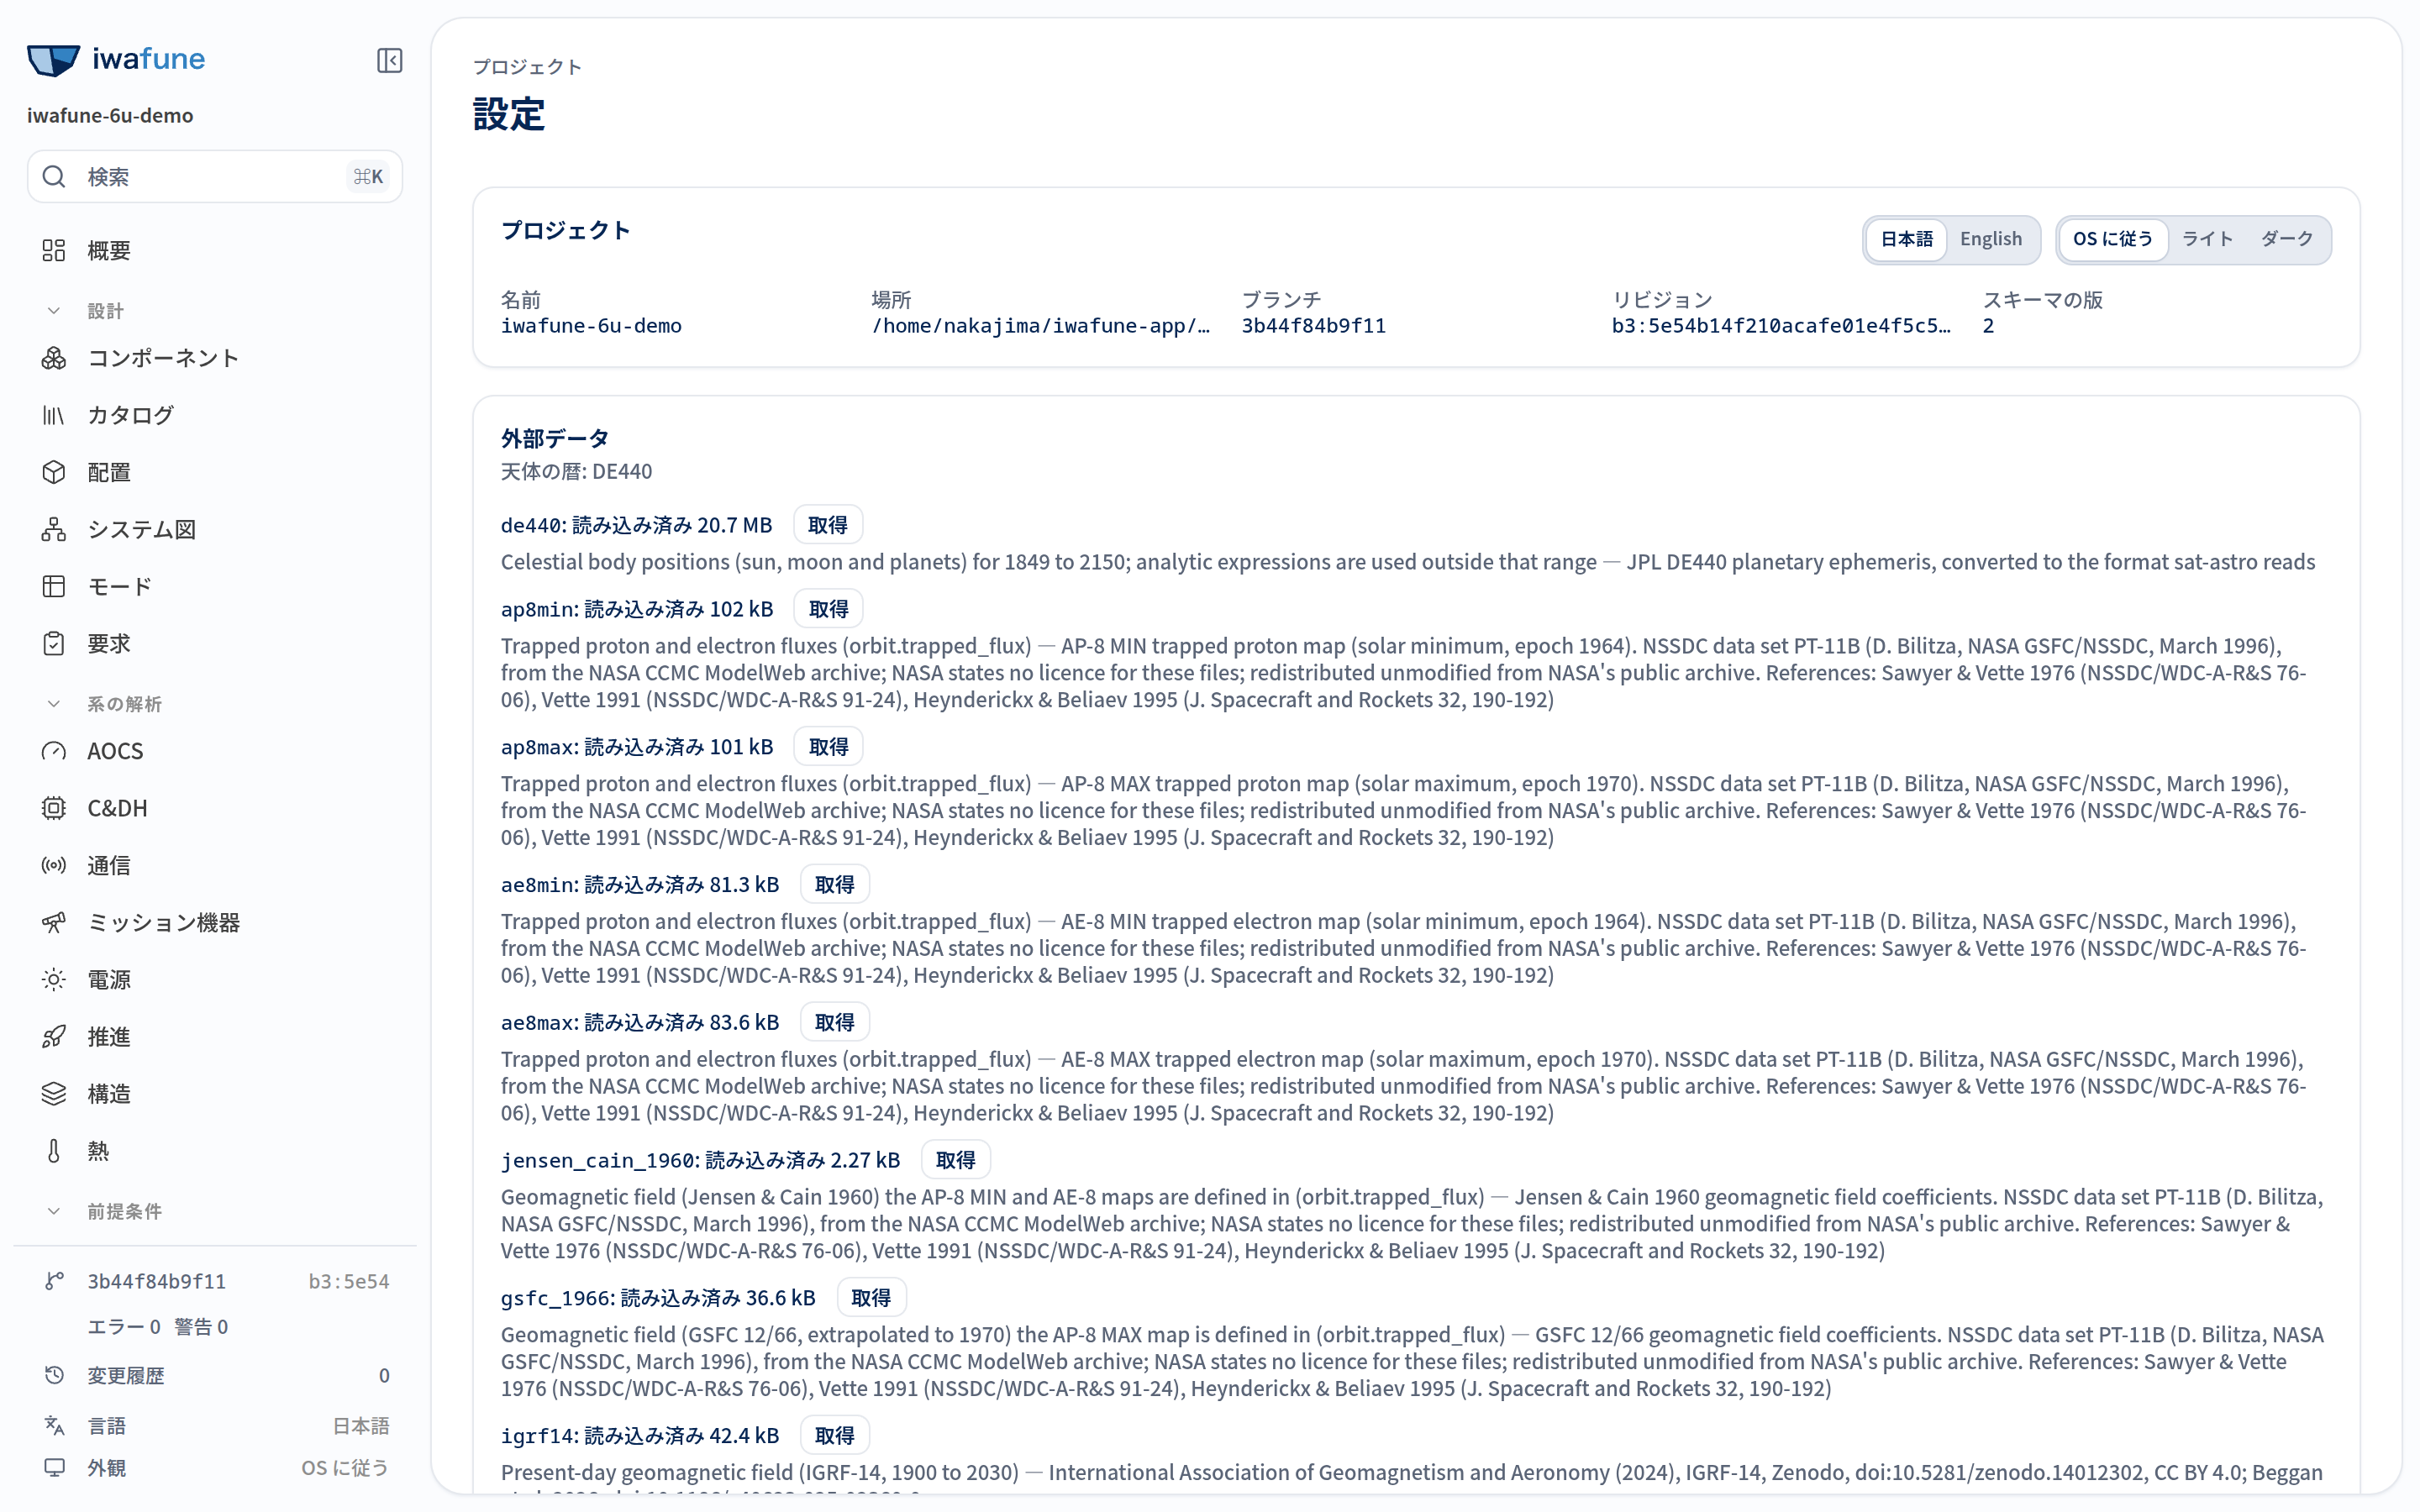 iwafune
iwafune-6u-demo
検索 ⌘K
概要
設計
コンポーネント
カタログ
配置
システム図
モード
要求
系の解析
AOCS
C&DH
通信
ミッション機器
電源
推進
構造
熱
前提条件
3b44f84b9f11 b3:5e54
エラー 0 警告 0
変更履歴 0
言語 日本語
外観 OS に従う
プロジェクト
設定
プロジェクト
日本語 English OS に従う ライト ダーク
名前 場所 ブランチ リビジョン スキーマの版
iwafune-6u-demo /home/nakajima/iwafune-app/… 3b44f84b9f11 b3:5e54b14f210acafe01e4f5c5… 2
外部データ
天体の暦: DE440
de440: 読み込み済み 20.7 MB 取得
Celestial body positions (sun, moon and planets) for 1849 to 2150; analytic expressions are used outside that range — JPL DE440 planetary ephemeris, converted to the format sat-astro reads
ap8min: 読み込み済み 102 kB 取得
Trapped proton and electron fluxes (orbit.trapped_flux) — AP-8 MIN trapped proton map (solar minimum, epoch 1964). NSSDC data set PT-11B (D. Bilitza, NASA GSFC/NSSDC, March 1996),
from the NASA CCMC ModelWeb archive; NASA states no licence for these files; redistributed unmodified from NASA's public archive. References: Sawyer & Vette 1976 (NSSDC/WDC-A-R&S 76-
06), Vette 1991 (NSSDC/WDC-A-R&S 91-24), Heynderickx & Beliaev 1995 (J. Spacecraft and Rockets 32, 190-192)
ap8max: 読み込み済み 101 kB 取得
Trapped proton and electron fluxes (orbit.trapped_flux) — AP-8 MAX trapped proton map (solar maximum, epoch 1970). NSSDC data set PT-11B (D. Bilitza, NASA GSFC/NSSDC, March 1996),
from the NASA CCMC ModelWeb archive; NASA states no licence for these files; redistributed unmodified from NASA's public archive. References: Sawyer & Vette 1976 (NSSDC/WDC-A-R&S 76-
06), Vette 1991 (NSSDC/WDC-A-R&S 91-24), Heynderickx & Beliaev 1995 (J. Spacecraft and Rockets 32, 190-192)
ae8min: 読み込み済み 81.3 kB 取得
Trapped proton and electron fluxes (orbit.trapped_flux) — AE-8 MIN trapped electron map (solar minimum, epoch 1964). NSSDC data set PT-11B (D. Bilitza, NASA GSFC/NSSDC, March 1996),
from the NASA CCMC ModelWeb archive; NASA states no licence for these files; redistributed unmodified from NASA's public archive. References: Sawyer & Vette 1976 (NSSDC/WDC-A-R&S 76-
06), Vette 1991 (NSSDC/WDC-A-R&S 91-24), Heynderickx & Beliaev 1995 (J. Spacecraft and Rockets 32, 190-192)
ae8max: 読み込み済み 83.6 kB 取得
Trapped proton and electron fluxes (orbit.trapped_flux) — AE-8 MAX trapped electron map (solar maximum, epoch 1970). NSSDC data set PT-11B (D. Bilitza, NASA GSFC/NSSDC, March 1996),
from the NASA CCMC ModelWeb archive; NASA states no licence for these files; redistributed unmodified from NASA's public archive. References: Sawyer & Vette 1976 (NSSDC/WDC-A-R&S 76-
06), Vette 1991 (NSSDC/WDC-A-R&S 91-24), Heynderickx & Beliaev 1995 (J. Spacecraft and Rockets 32, 190-192)
jensen_cain_1960: 読み込み済み 2.27 kB 取得
Geomagnetic field (Jensen & Cain 1960) the AP-8 MIN and AE-8 maps are defined in (orbit.trapped_flux) — Jensen & Cain 1960 geomagnetic field coefficients. NSSDC data set PT-11B (D. Bilitza,
NASA GSFC/NSSDC, March 1996), from the NASA CCMC ModelWeb archive; NASA states no licence for these files; redistributed unmodified from NASA's public archive. References: Sawyer &
Vette 1976 (NSSDC/WDC-A-R&S 76-06), Vette 1991 (NSSDC/WDC-A-R&S 91-24), Heynderickx & Beliaev 1995 (J. Spacecraft and Rockets 32, 190-192)
gsfc_1966: 読み込み済み 36.6 kB 取得
Geomagnetic field (GSFC 12/66, extrapolated to 1970) the AP-8 MAX map is defined in (orbit.trapped_flux) — GSFC 12/66 geomagnetic field coefficients. NSSDC data set PT-11B (D. Bilitza, NASA
GSFC/NSSDC, March 1996), from the NASA CCMC ModelWeb archive; NASA states no licence for these files; redistributed unmodified from NASA's public archive. References: Sawyer & Vette
1976 (NSSDC/WDC-A-R&S 76-06), Vette 1991 (NSSDC/WDC-A-R&S 91-24), Heynderickx & Beliaev 1995 (J. Spacecraft and Rockets 32, 190-192)
igrf14: 読み込み済み 42.4 kB 取得
Present-day geomagnetic field (IGRF-14, 1900 to 2030) — International Association of Geomagnetism and Aeronomy (2024), IGRF-14, Zenodo, doi:10.5281/zenodo.14012302, CC BY 4.0; Beggan